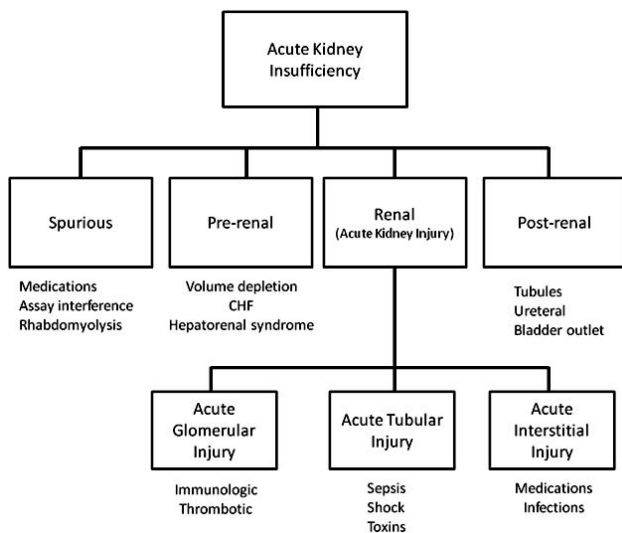 Acute Kidney
Insufficiency
Spurious
Medications
Assay interference
Rhabdomyolysis
Pre-renal
Volume depletion
CHF
Hepatorenal syndrome
Renal
(Acute Kidney Injury)
Post-renal
Tubules
Ureteral
Bladder outlet
Acute
Glomerular
Injury
Immunologic
Thrombotic
Acute Tubular
Injury
Sepsis
Shock
Toxins
Acute
Interstitial
Injury
Medications
Infections